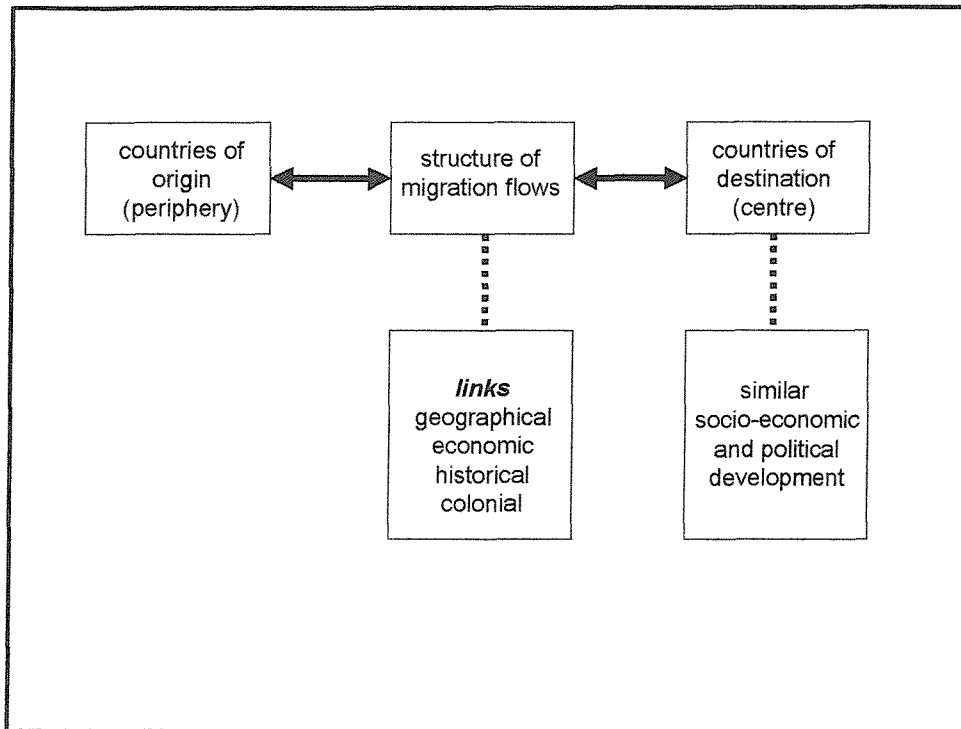 countries of
origin
(periphery)
structure of
migration flows
countries of
destination
(centre)
links
geographical
economic
historical
colonial
similar
socio-economic
and political
development